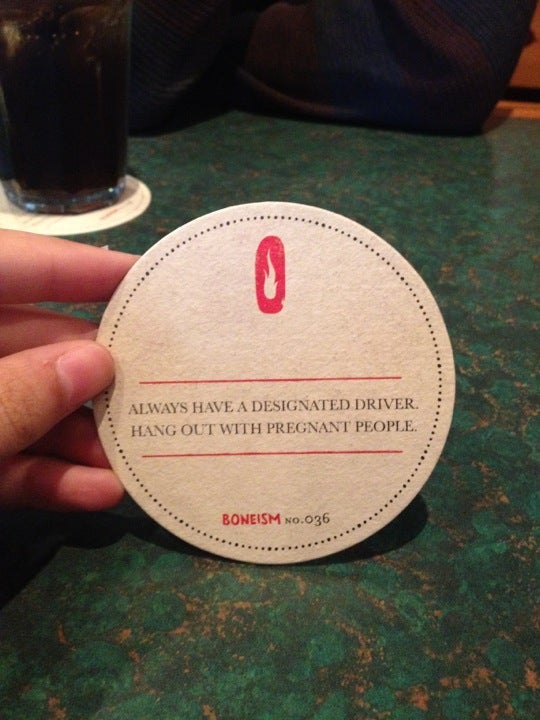 ALWAYS HAVE A DESIGNATED DRIVER.
HANG OUT WITH PREGNANT PEOPLE.
BONEISM NO.036